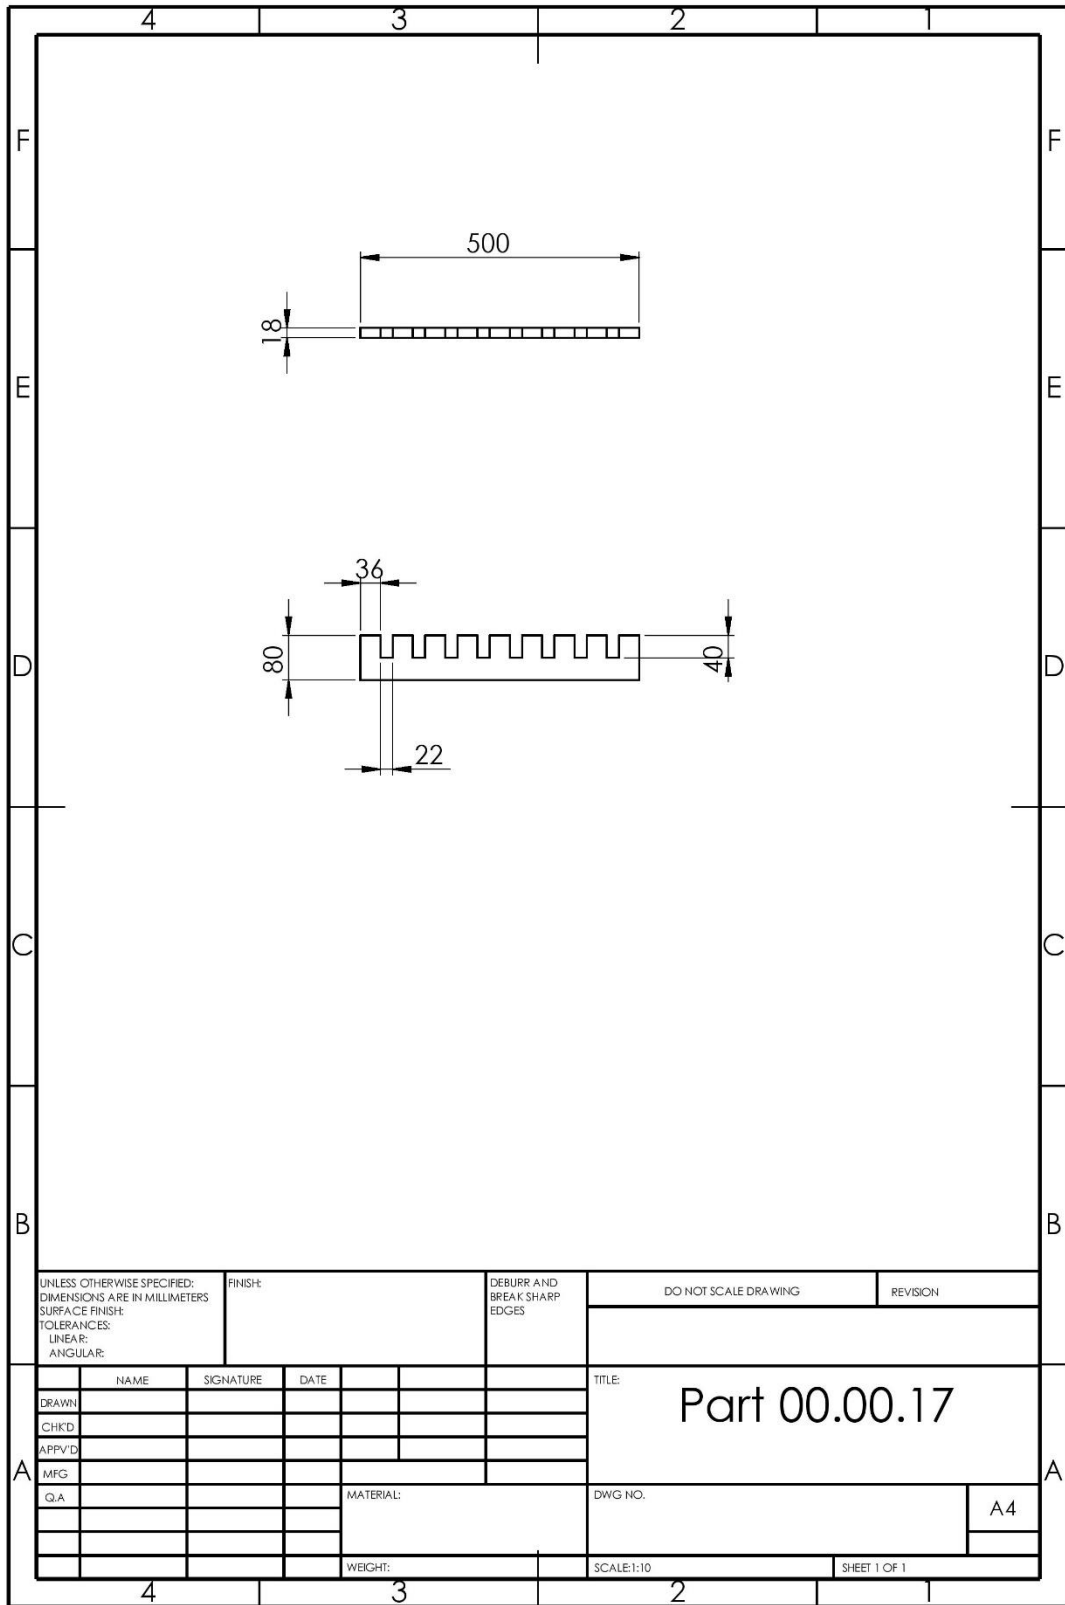 4 3 2 1
F F
500
18
E E
36
80
40
D D
22
C C
B B
UNLESS OTHERWISE SPECIFIED:
DIMENSIONS ARE IN MILLIMETERS
SURFACE FINISH:
TOLERANCES:
LINEAR:
ANGULAR:
FINISH:
DEBURR AND
BREAK SHARP
EDGES
DO NOT SCALE DRAWING
REVISION
NAME SIGNATURE DATE
DRAWN
CHK'D
APPV'D
MFG
Q.A
TITLE:
Part 00.00.17
A A
MATERIAL:
DWG NO.
A4
WEIGHT:
SCALE:1:10
SHEET 1 OF 1
4 3 2 1